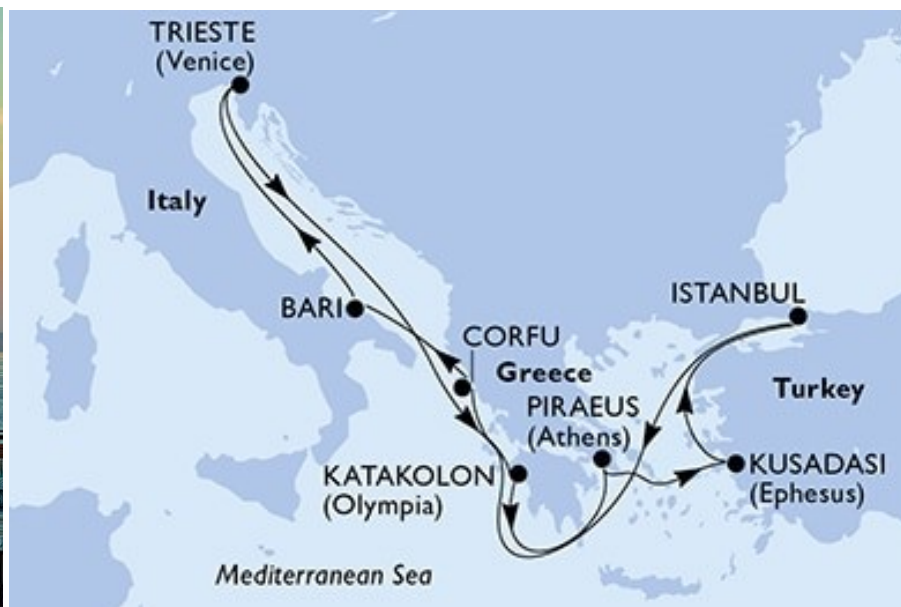 TRIESTE
(Venice)
Italy
BARI
ISTANBUL
CORFU
Greece
Turkey
PIRAEUS
(Athens)
KATAKOLON
(Olympia)
KUSADASI
(Ephesus)
Mediterranean Sea